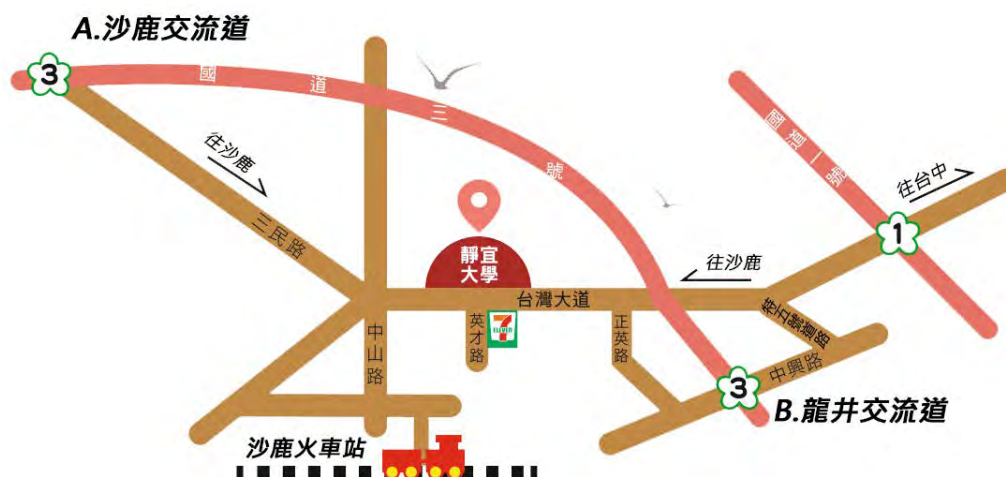 A.沙鹿交流道
3
國道三號
國道一號
往沙鹿
三民路
往台中
1
靜宜
大學
往沙鹿
台灣大道
特五號道路
英才路
7
ELEVEN
正英路
中山路
中興路
3
B.龍井交流道
沙鹿火車站